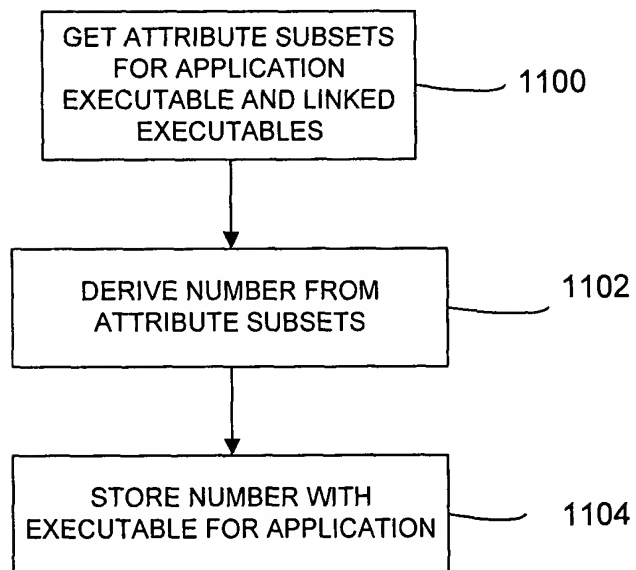 GET ATTRIBUTE SUBSETS
FOR APPLICATION
EXECUTABLE AND LINKED
EXECUTABLES
1100
DERIVE NUMBER FROM
ATTRIBUTE SUBSETS
1102
STORE NUMBER WITH
EXECUTABLE FOR APPLICATION
1104